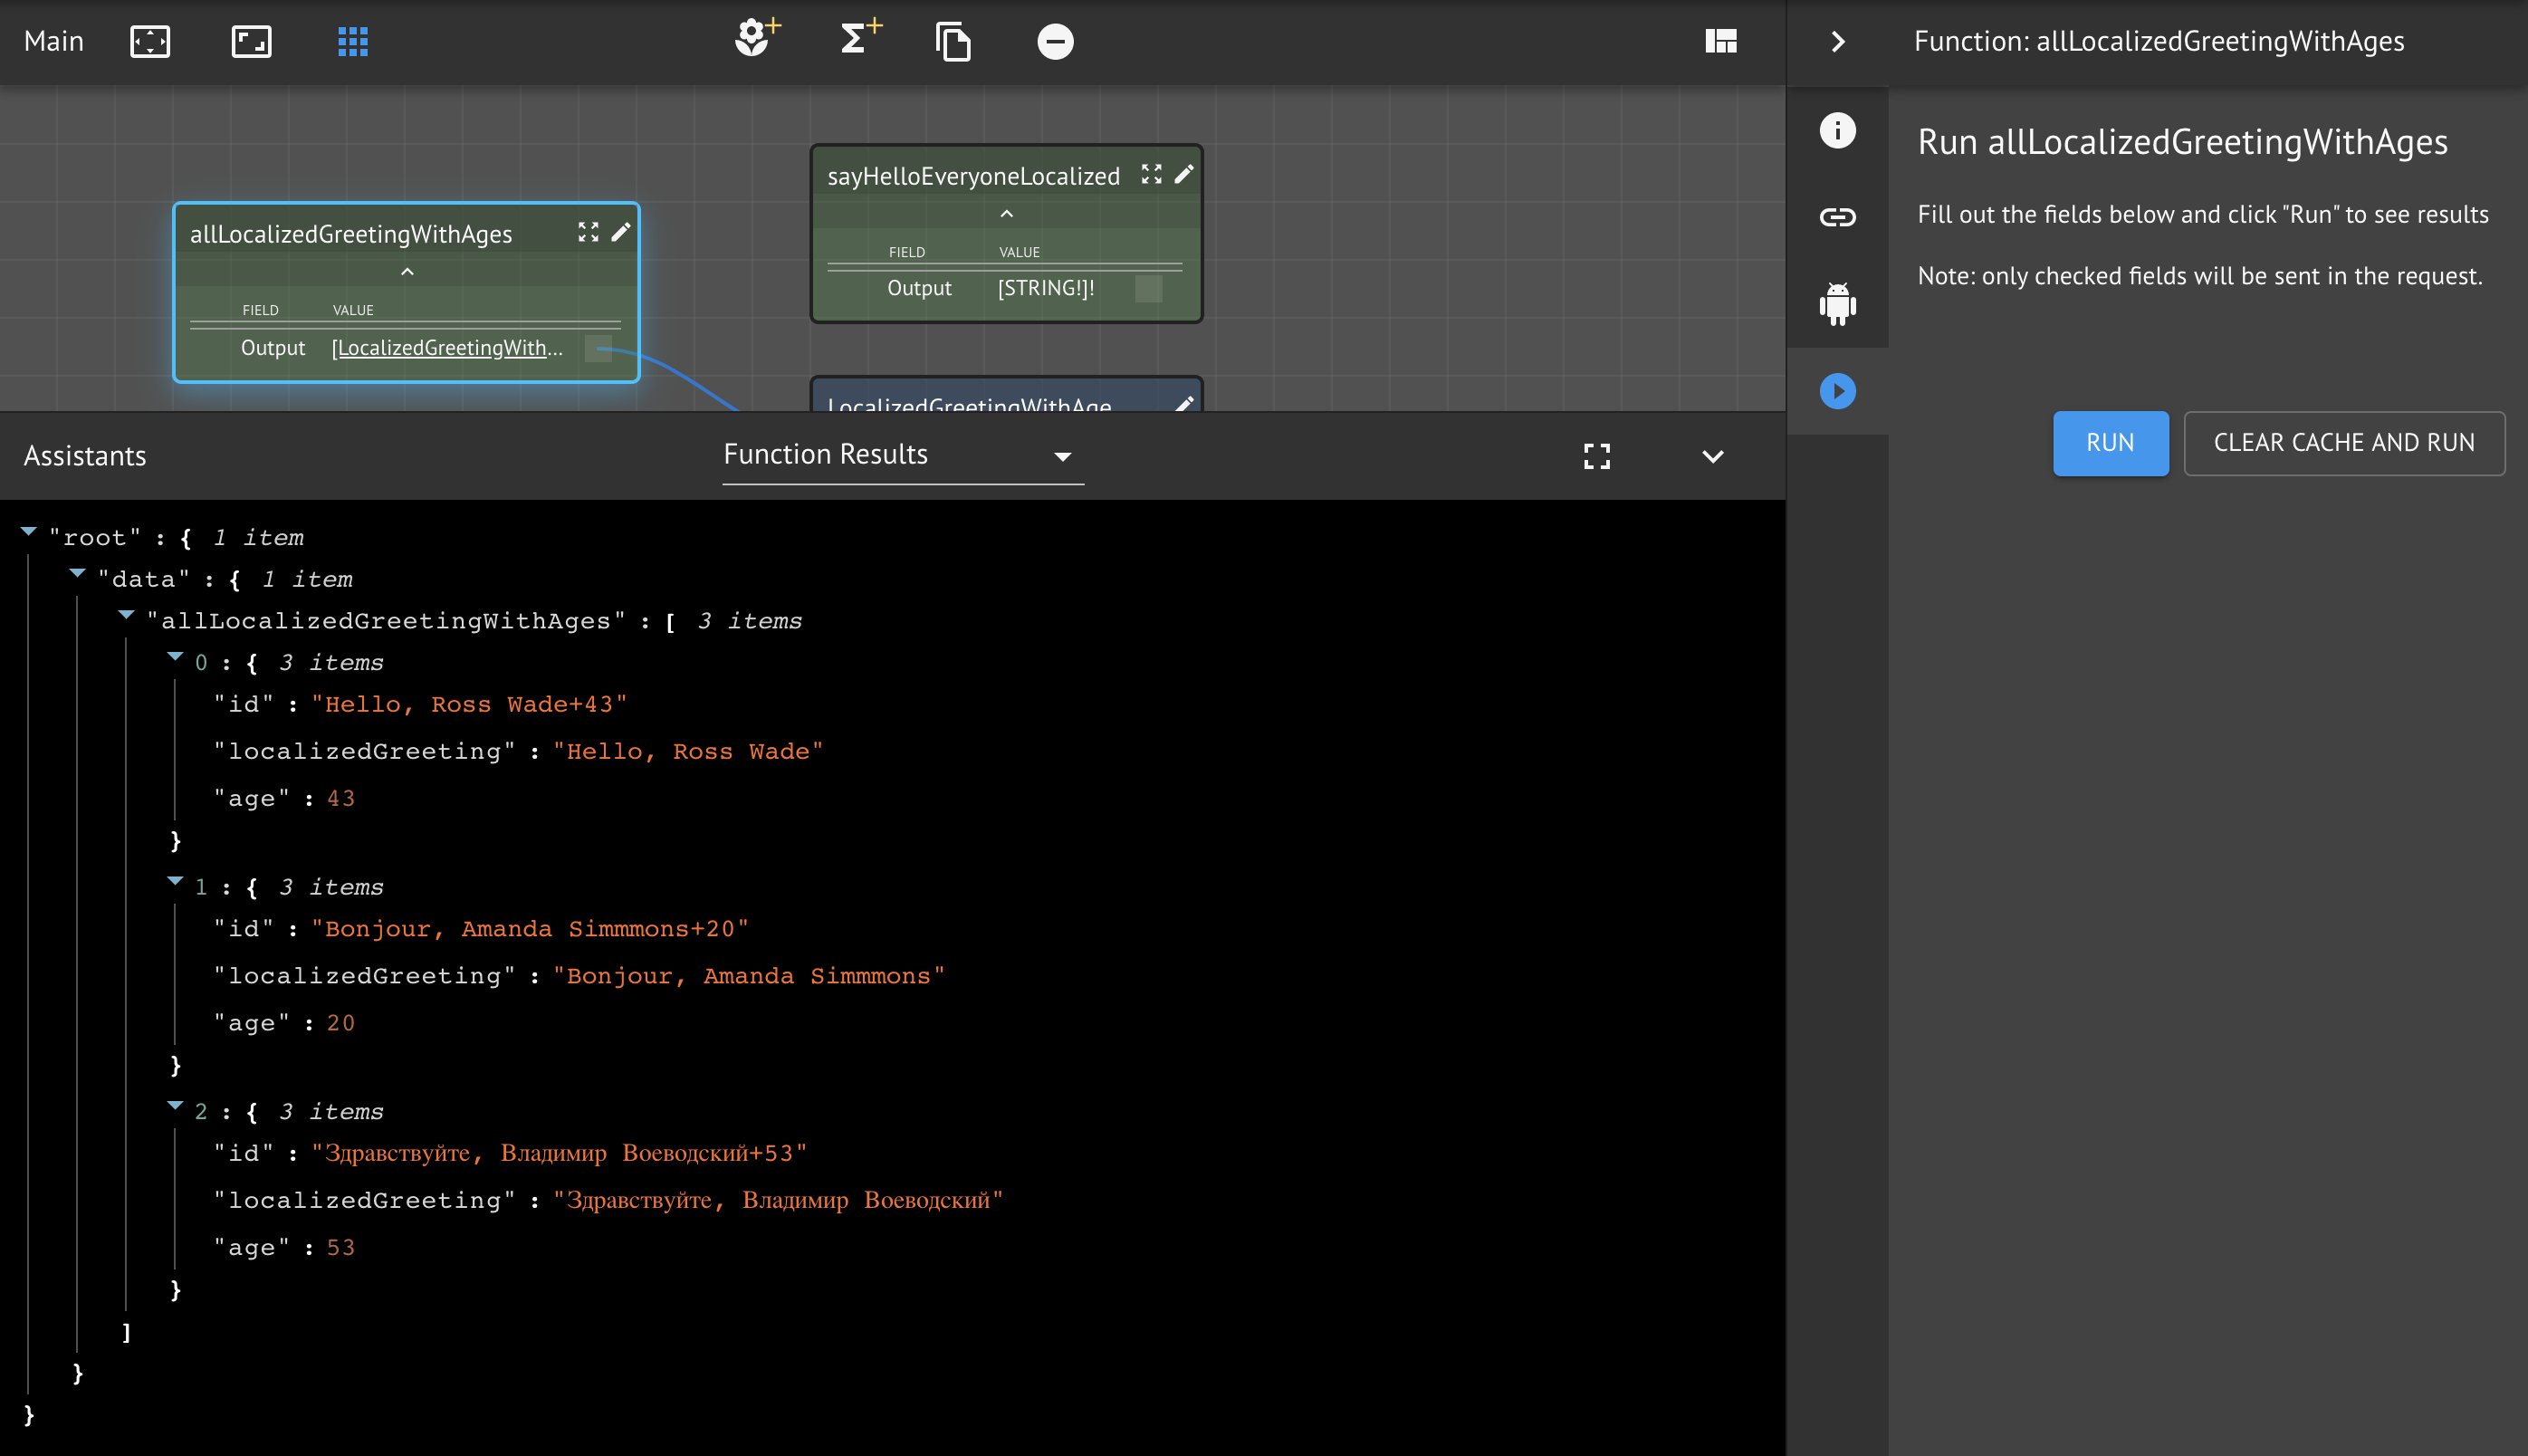 Main
Function: allLocalizedGreetingWithAges
allLocalizedGreetingWithAges
FIELD VALUE
Output [LocalizedGreetingWith...
sayHelloEveryoneLocalized
FIELD VALUE
Output [STRING!]!
LocalizedGreetingWithAge
Run allLocalizedGreetingWithAges
Fill out the fields below and click "Run" to see results
Note: only checked fields will be sent in the request.
RUN CLEAR CACHE AND RUN
Assistants Function Results
"root" : { 1 item
"data" : { 1 item
"allLocalizedGreetingWithAges" : [ 3 items
0 : { 3 items
"id" : "Hello, Ross Wade+43"
"localizedGreeting" : "Hello, Ross Wade"
"age" : 43
}
1 : { 3 items
"id" : "Bonjour, Amanda Simmmons+20"
"localizedGreeting" : "Bonjour, Amanda Simmmons"
"age" : 20
}
2 : { 3 items
"id" : "Здравствуйте, Владимир Воеводский+53"
"localizedGreeting" : "Здравствуйте, Владимир Воеводский"
"age" : 53
}
]
}
}